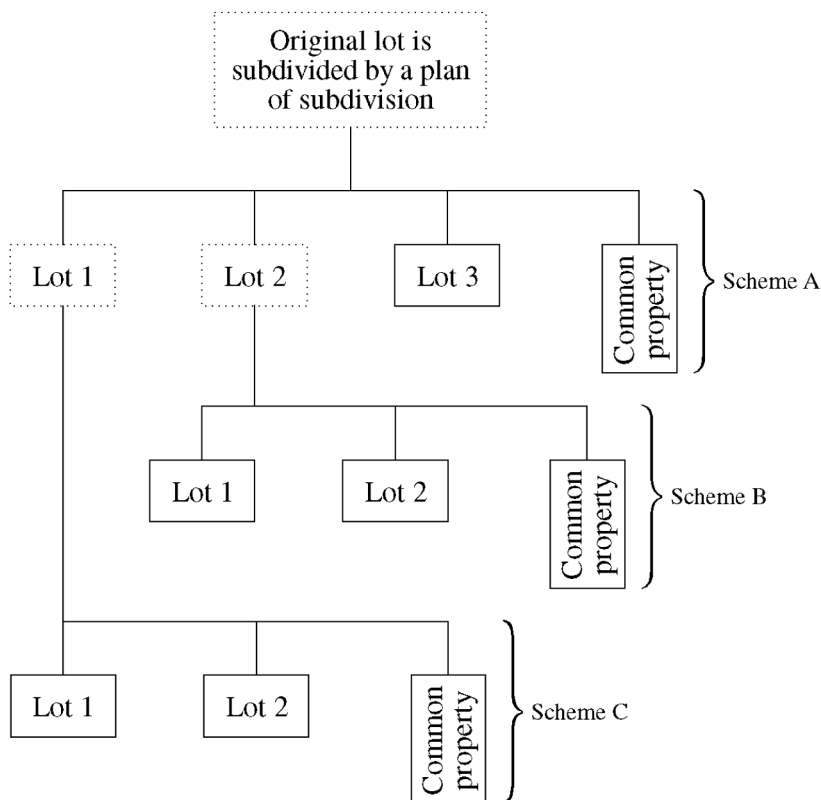 Original lot is
subdivided by a plan
of subdivision
Lot 1
Lot 2
Lot 3
Common
property
Scheme A
Lot 1
Lot 2
Common
property
Scheme B
Lot 1
Lot 2
Common
property
Scheme C